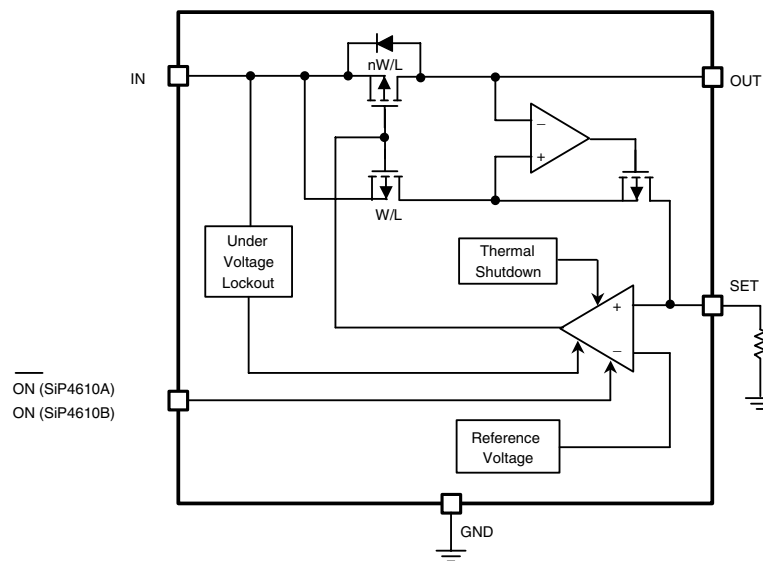 nW/L
IN
OUT
–
+
W/L
Under
Voltage
Lockout
Thermal
Shutdown
SET
+
–
ON (SiP4610A)
ON (SiP4610B)
Reference
Voltage
GND